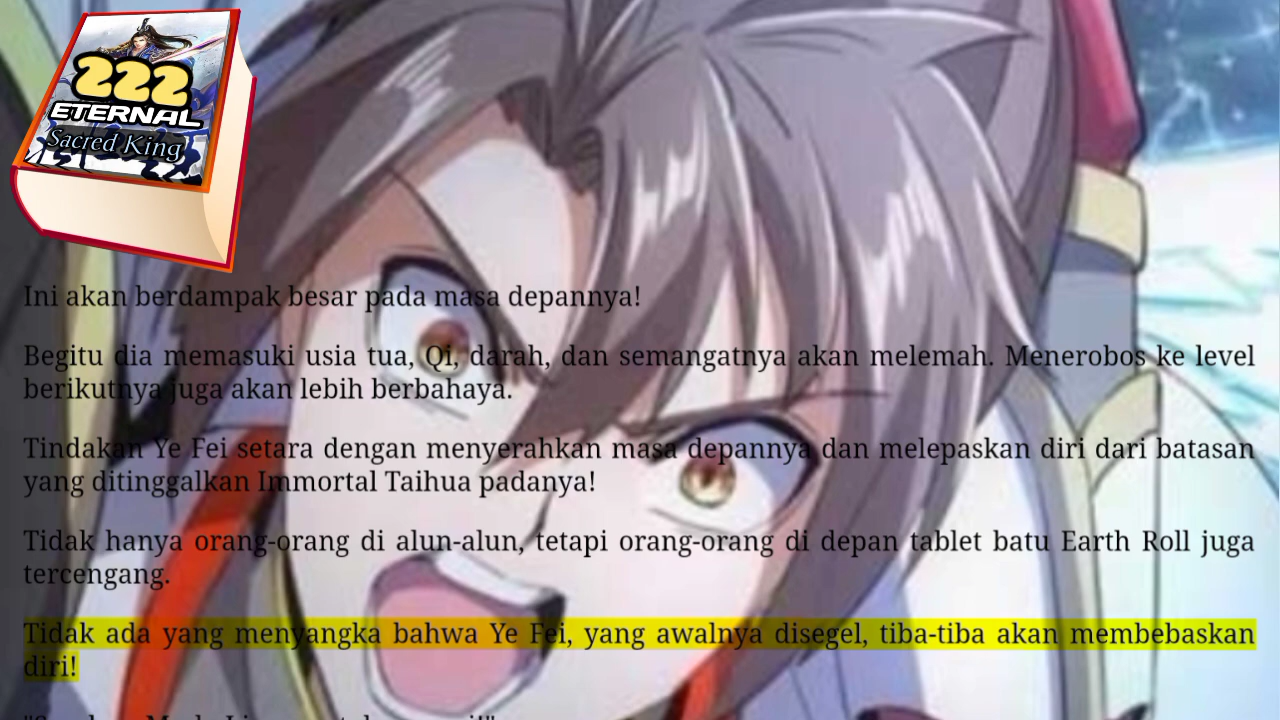 222
ETERNAL
Sacred King
Ini akan berdampak besar pada masa depannya!
Begitu dia memasuki usia tua, Qi, darah, dan semangatnya akan melemah. Menerobos ke level
berikutnya juga akan lebih berbahaya.
Tindakan Ye Fei setara dengan menyerahkan masa depannya dan melepaskan diri dari batasan
yang ditinggalkan Immortal Taihua padanya!
Tidak hanya orang-orang di alun-alun, tetapi orang-orang di depan tablet batu Earth Roll juga
tercengang.
Tidak ada yang menyangka bahwa Ye Fei, yang awalnya disegel, tiba-tiba akan membebaskan
diri!